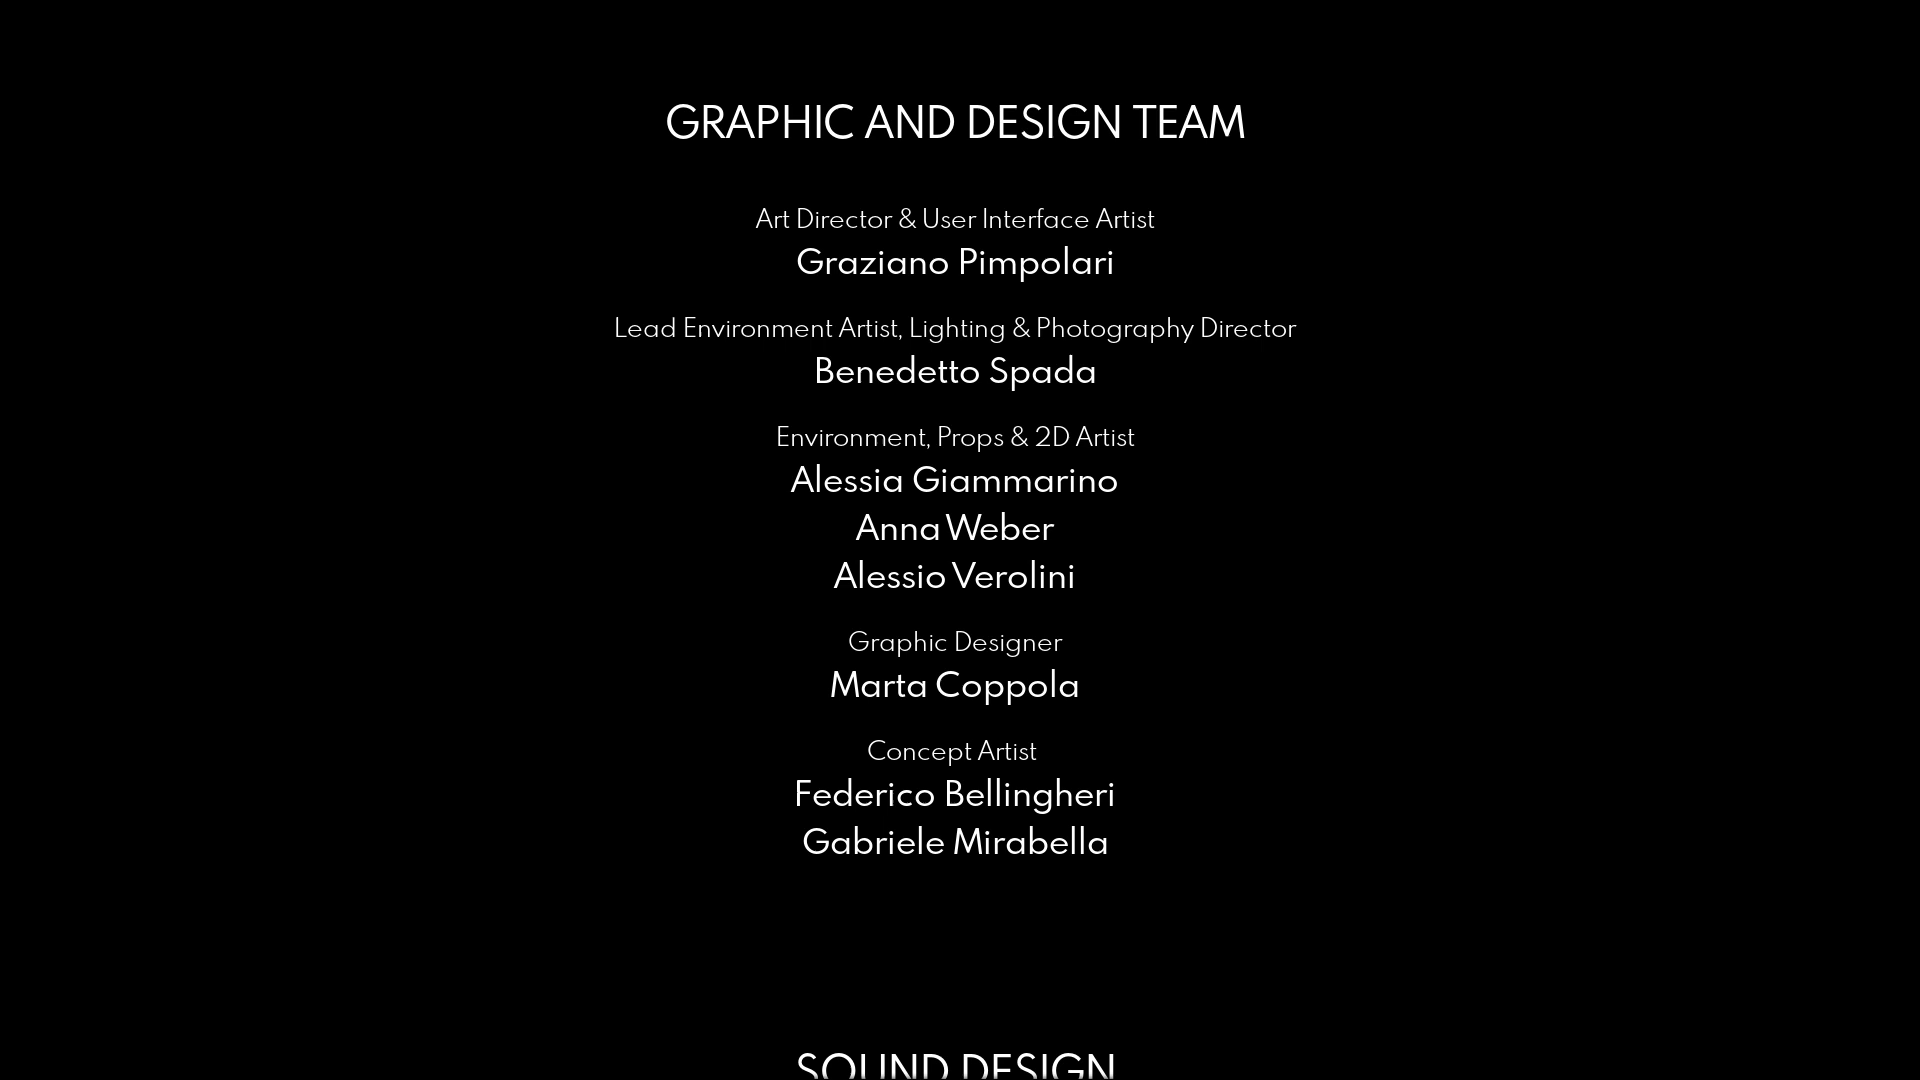 GRAPHIC AND DESIGN TEAM
Art Director & User Interface Artist
Graziano Pimpolari
Lead Environment Artist, Lighting & Photography Director
Benedetto Spada
Environment, Props & 2D Artist
Alessia Giammarino
Anna Weber
Alessio Verolini
Graphic Designer
Marta Coppola
Concept Artist
Federico Bellingheri
Gabriele Mirabella
SOUND DESIGN